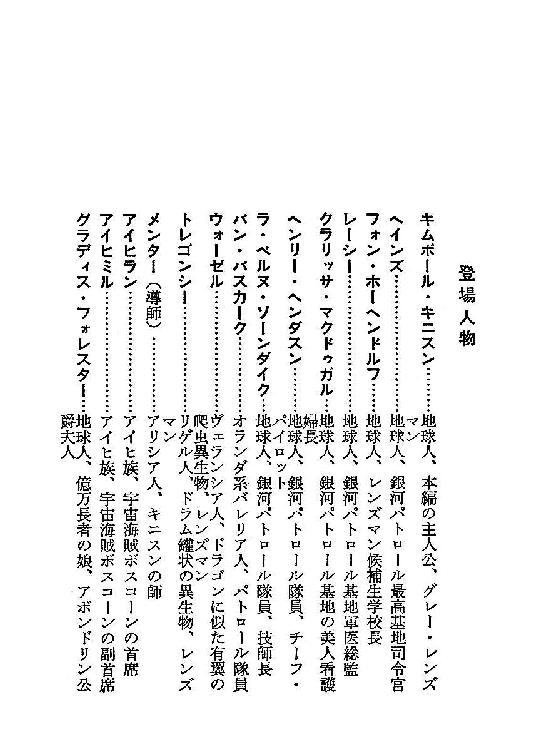 登場人物
キムボール・キニスン……地球人、本編の主人公、グレー・レンズ
マン
ヘインズ……………………地球人、銀河パトロール最高基地司令官
フォン・ホーヘンドルフ……地球人、レンズマン候補生学校長
レーシー……………………地球人、銀河パトロール基地軍医総監
クラリッサ・マクドゥガル…地球人、銀河パトロール基地の美人看護
婦長
ヘンリー・ヘンダスン………地球人、銀河パトロール隊員、チーフ・
パイロット
ラ・ベルヌ・ソーンダイク…地球人、銀河パトロール隊員、技師長
バン・バスカーク……………オランダ系バレリア人、パトロール隊員
ウォーゼル……………………ヴェランシア人、ドラゴンに似た有翼の
爬虫異生物、レンズマン
トレゴンシー…………………リゲル人、ドラム罐状の異生物、レンズ
マン
メンター（導師）……………アリシア人、キニスンの師
アイヒラン……………………アイヒ族、宇宙海賊ボスコーンの首席
アイヒミル……………………アイヒ族、宇宙海賊ボスコーンの副首席
グラディス・フォレスター…地球人、億万長者の娘、アボンドリン公
爵夫人